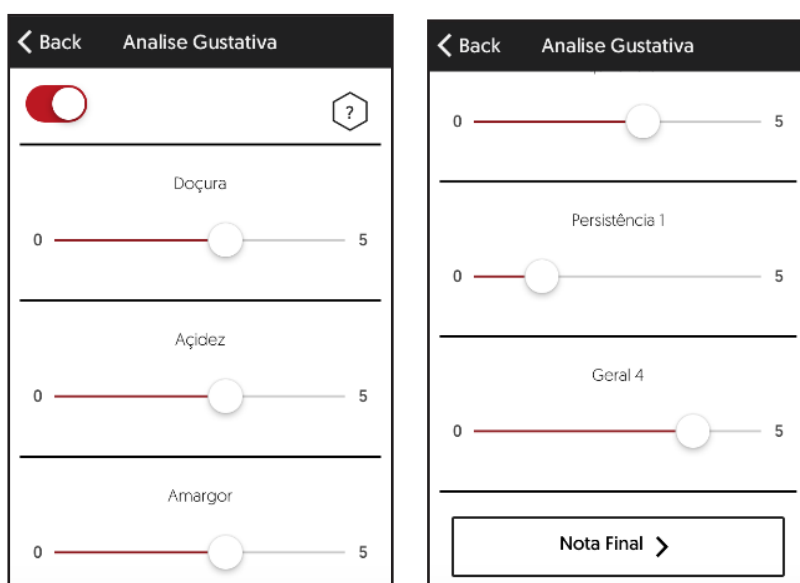 Back Analise Gustativa
?
Doçura
0 5
Açidez
0 5
Amargor
0 5
Back Analise Gustativa
0 5
Persistência 1
0 5
Geral 4
0 5
Nota Final